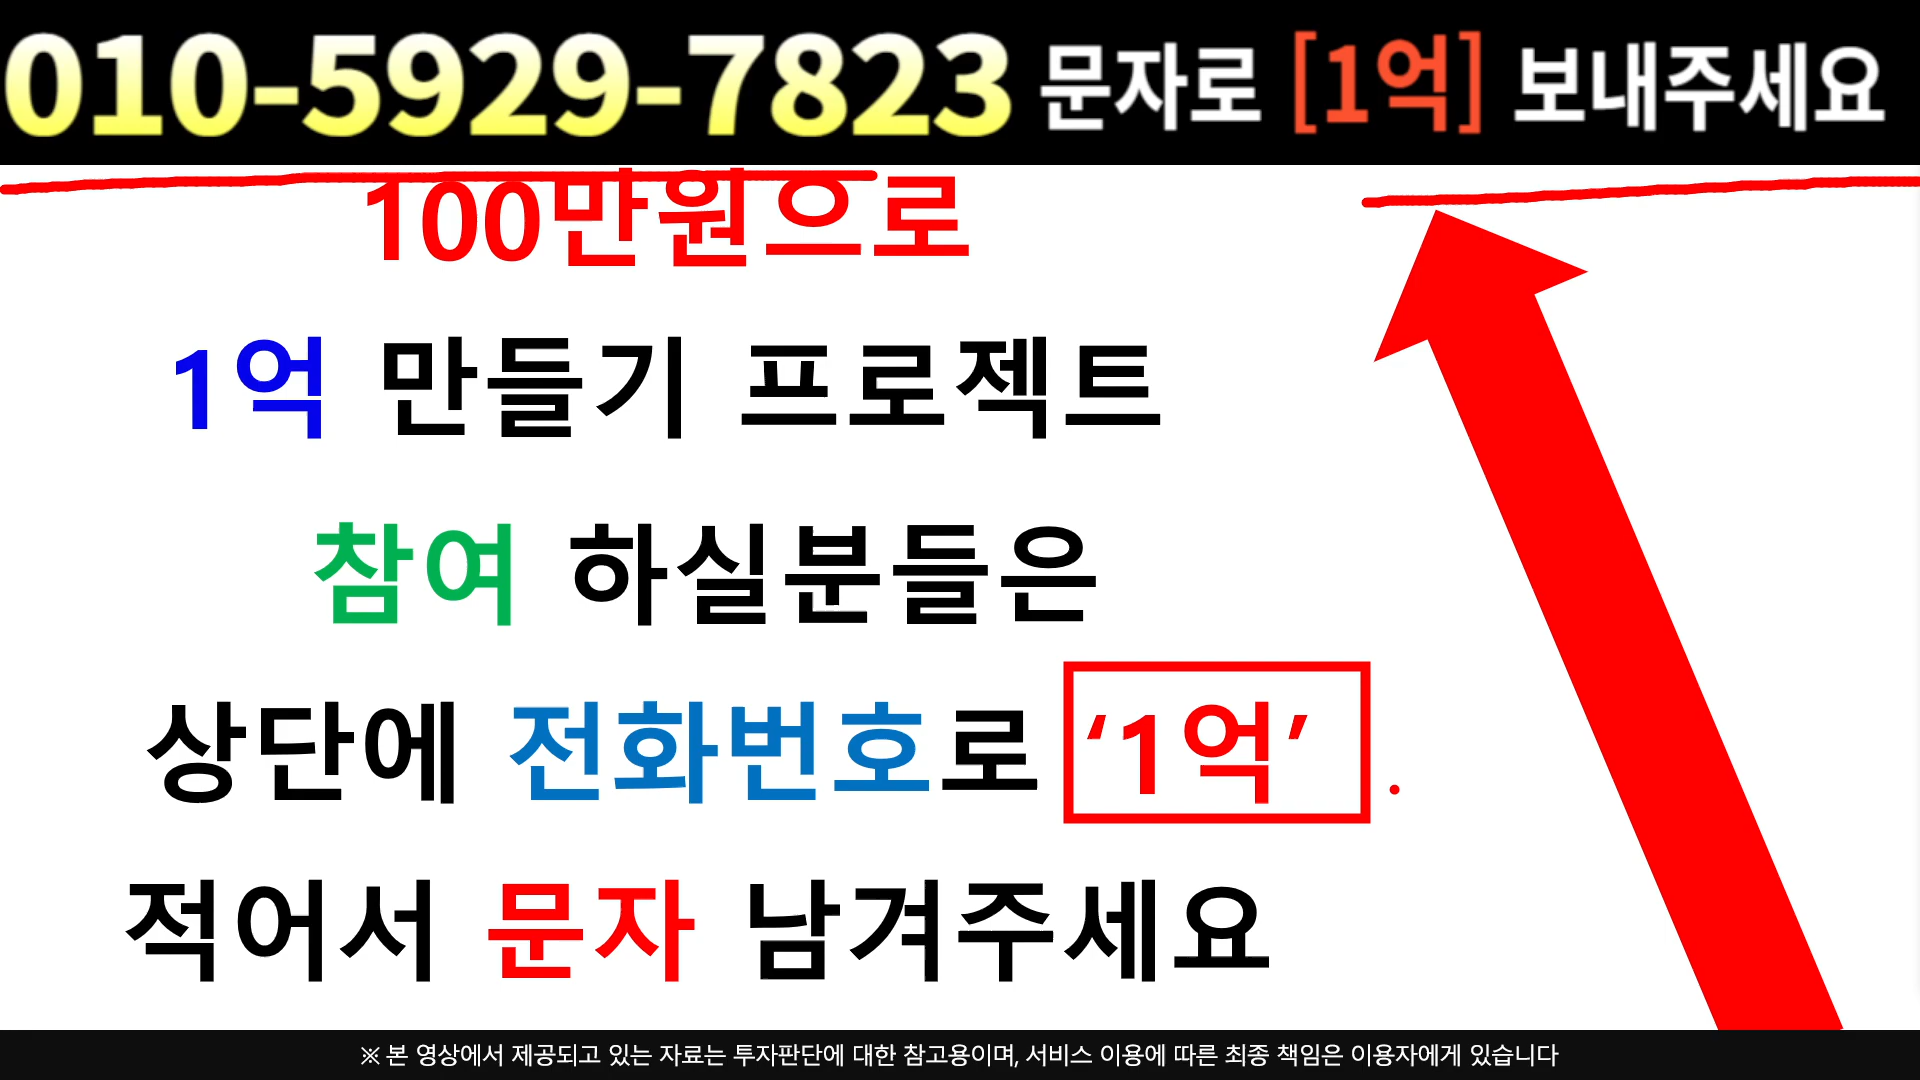 010-5929-7823 문자로 [1억] 보내주세요
100만원으로
1억 만들기 프로젝트
참여 하실분들은
상단에 전화번호로 ‘1억’ .
적어서 문자 남겨주세요
※ 본 영상에서 제공되고 있는 자료는 투자판단에 대한 참고용이며, 서비스 이용에 따른 최종 책임은 이용자에게 있습니다